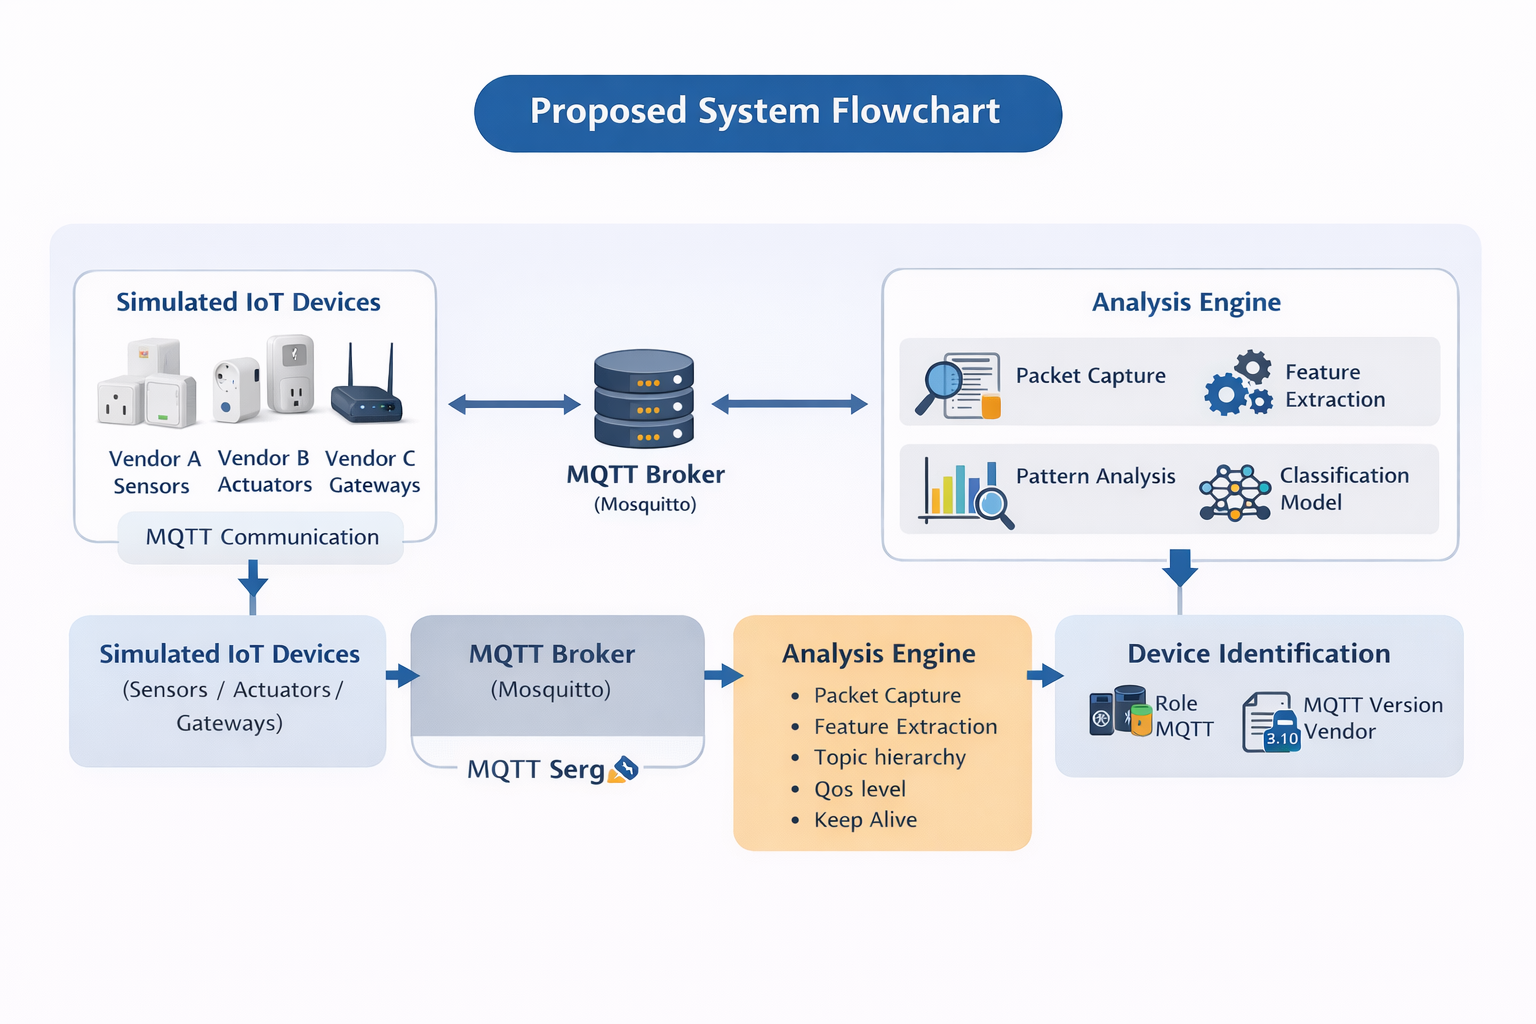 Proposed System Flowchart
Simulated IoT Devices
Vendor A
Sensors
Vendor B
Actuators
Vendor C
Gateways
MQTT Communication
MQTT Broker
(Mosquitto)
Analysis Engine
Packet Capture
Feature
Extraction
Pattern Analysis
Classification
Model
Simulated IoT Devices
(Sensors / Actuators /
Gateways)
MQTT Broker
(Mosquitto)
MQTT Serg
Analysis Engine
• Packet Capture
• Feature Extraction
• Topic hierarchy
• Qos level
• Keep Alive
Device Identification
Role
MQTT
3.10
MQTT Version
Vendor